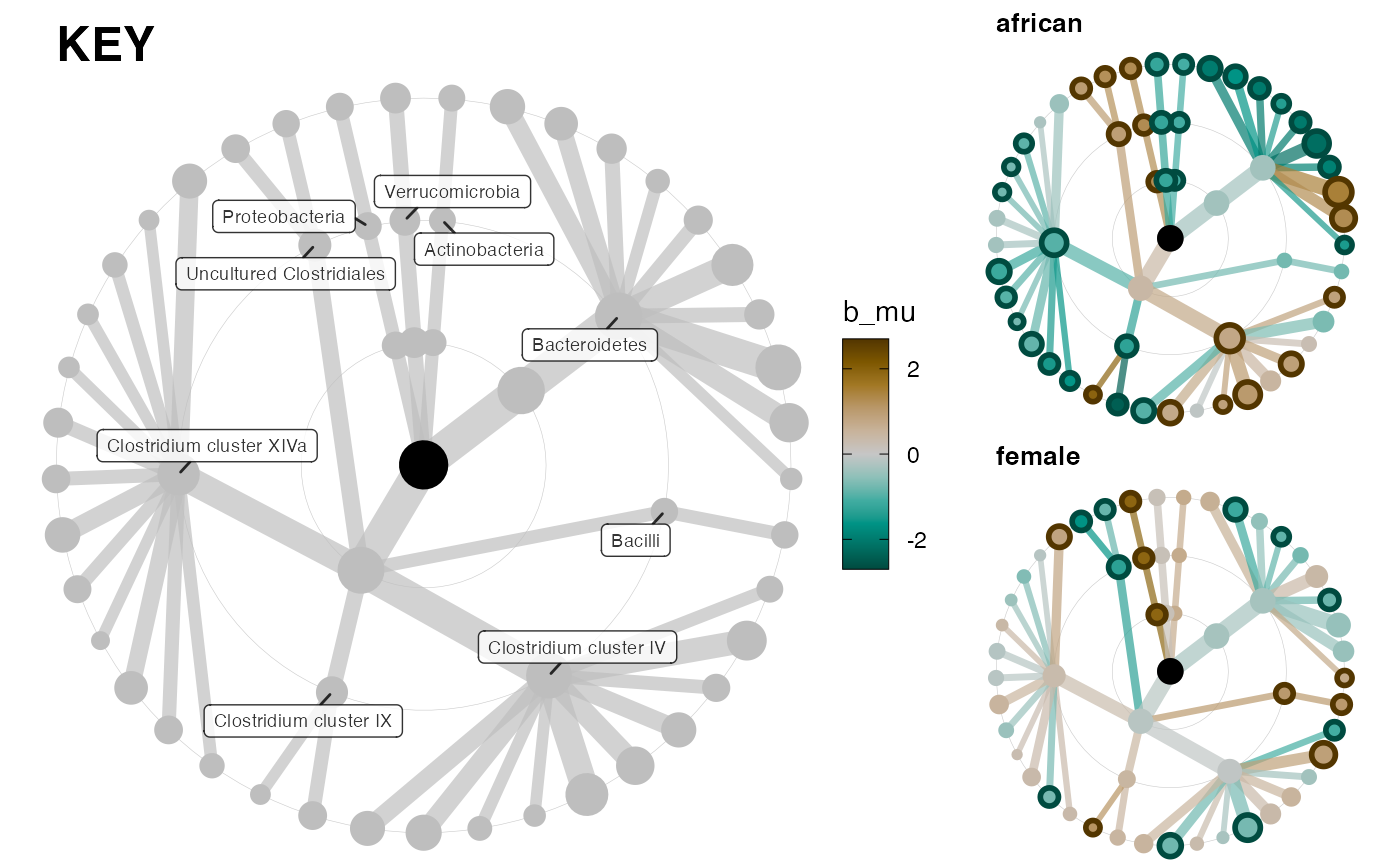 KEY
Verrucomicrobia
Proteobacteria
Actinobacteria
Uncultured Clostridiales
Bacteroidetes
Clostridium cluster XIVa
Bacilli
Clostridium cluster IV
Clostridium cluster IX
b_mu
2
0
-2
african
female